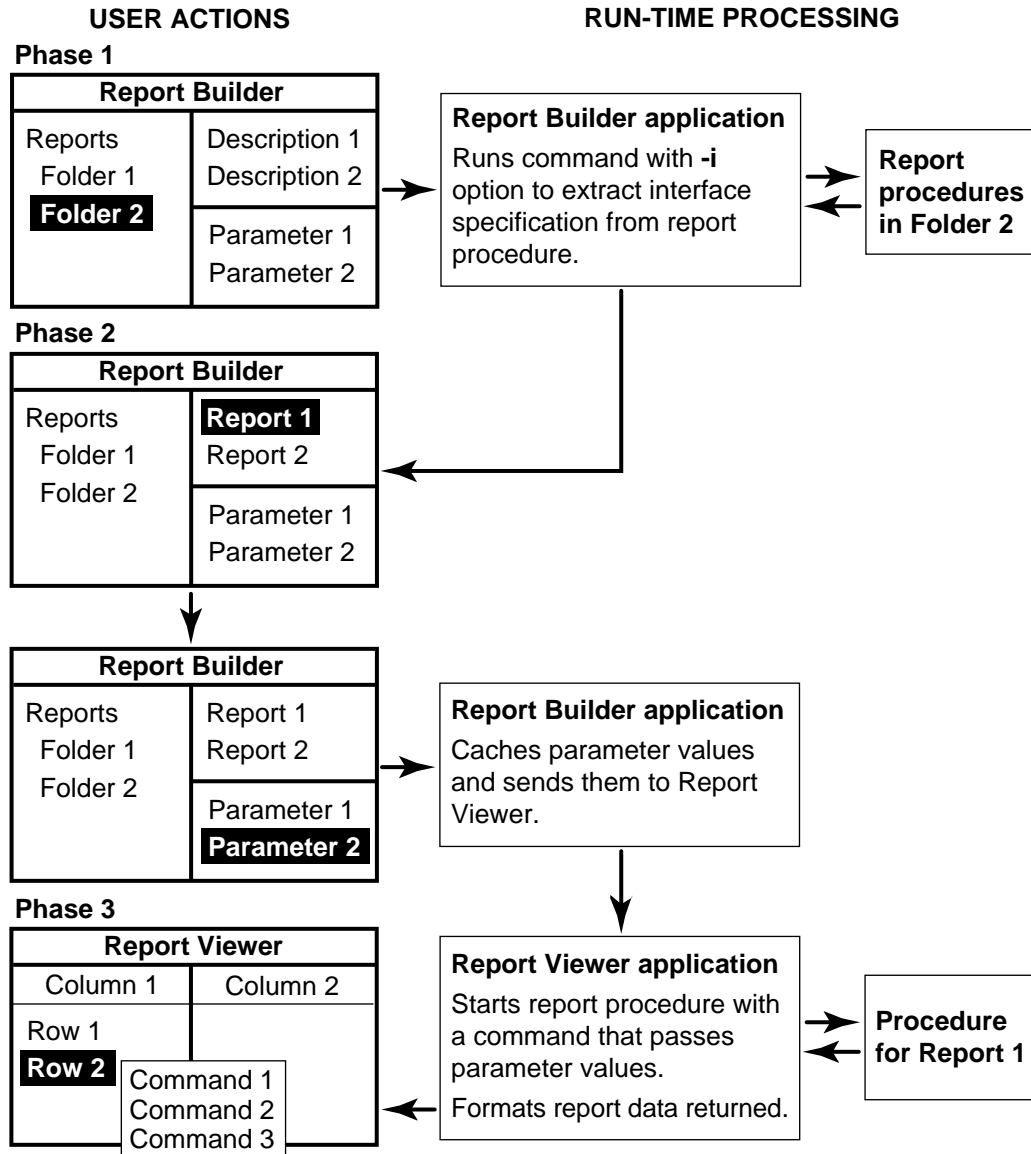 USER ACTIONS
RUN-TIME PROCESSING
Phase 1
Report Builder
Reports
Folder 1
Folder 2
Description 1
Description 2
Parameter 1
Parameter 2
Report Builder application
Runs command with -i
option to extract interface
specification from report
procedure.
Report
procedures
in Folder 2
Phase 2
Report Builder
Reports
Folder 1
Folder 2
Report 1
Report 2
Parameter 1
Parameter 2
Report Builder
Reports
Folder 1
Folder 2
Report 1
Report 2
Parameter 1
Parameter 2
Report Builder application
Caches parameter values
and sends them to Report
Viewer.
Phase 3
Report Viewer
Column 1
Column 2
Row 1
Row 2
Command 1
Command 2
Command 3
Report Viewer application
Starts report procedure with
a command that passes
parameter values.
Formats report data returned.
Procedure
for Report 1